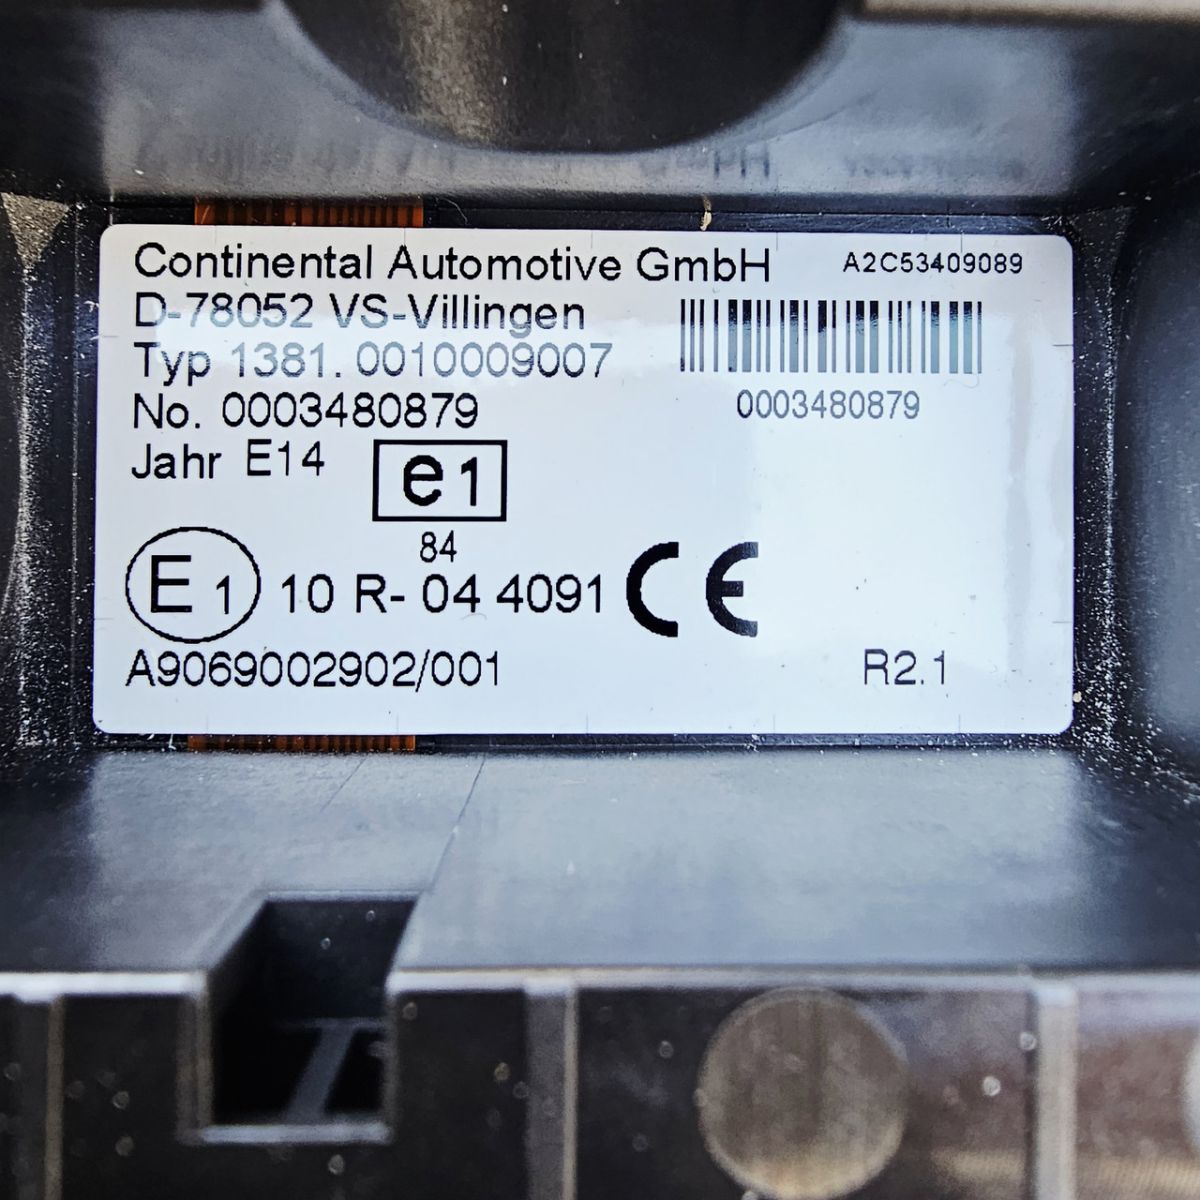 Continental Automotive GmbH A2C53409089
D-78052 VS-Villingen
Typ 1381. 0010009007
No. 0003480879 0003480879
Jahr E14 e1
84
E1 10 R- 04 4091 CE
A9069002902/001 R2.1